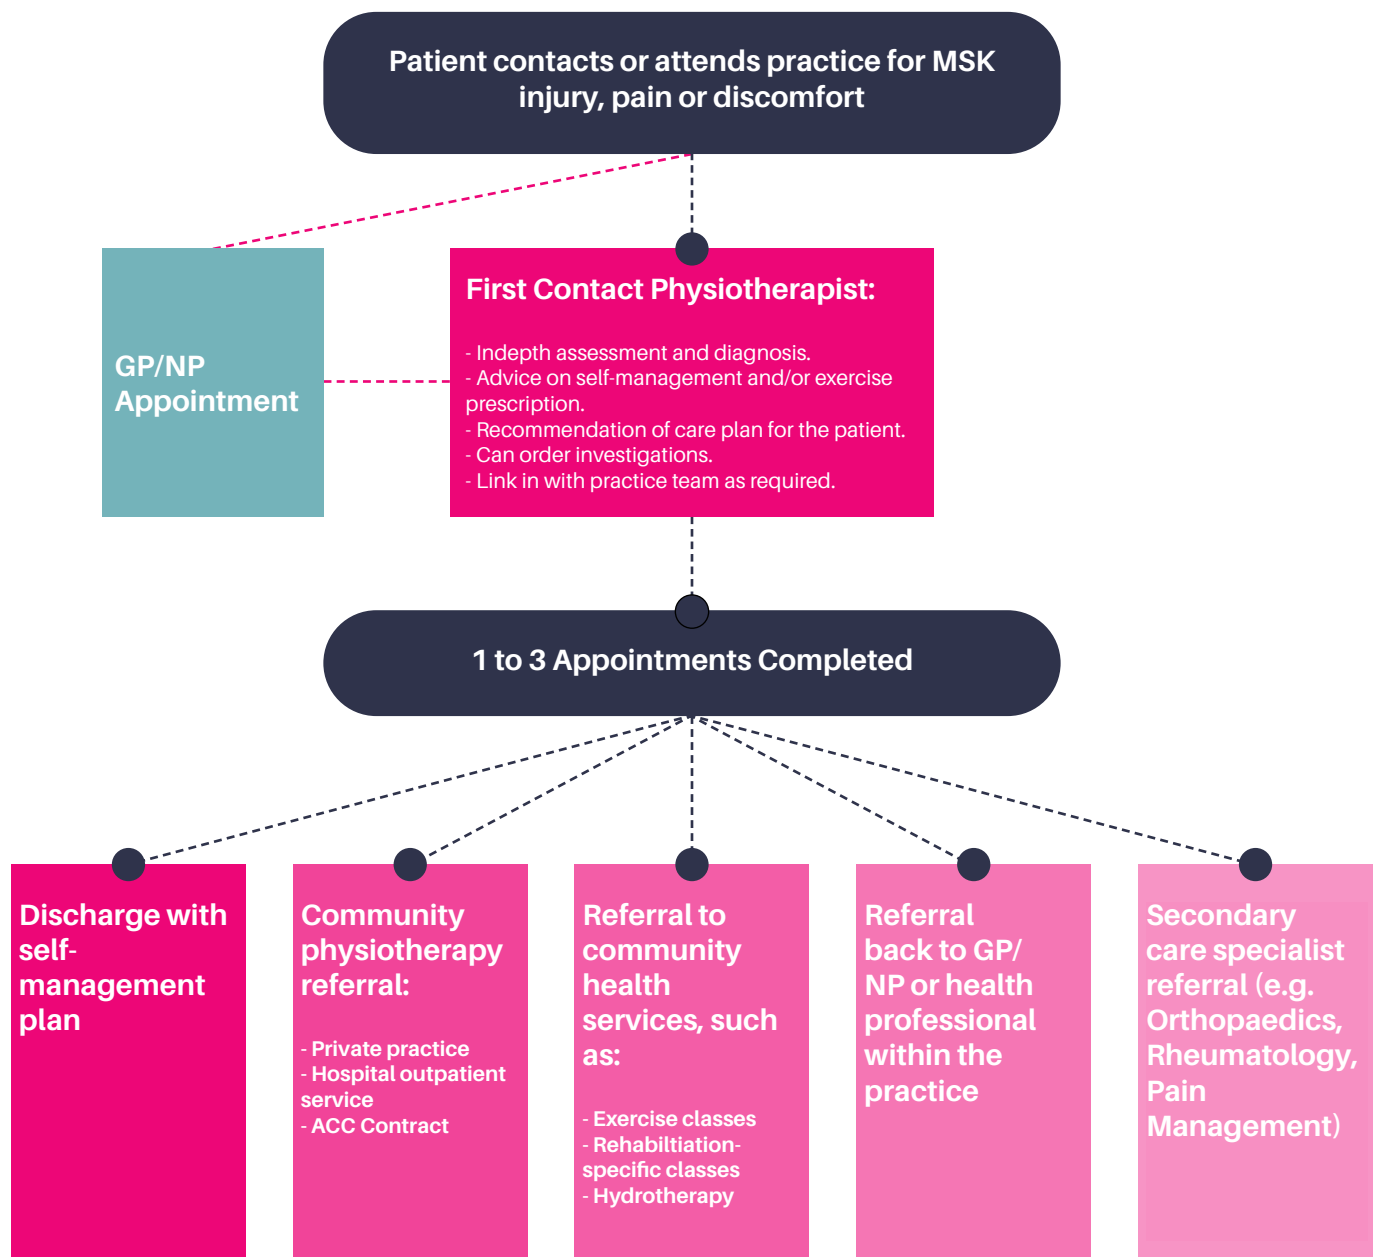 Patient contacts or attends practice for MSK
injury, pain or discomfort
GP/NP
Appointment
First Contact Physiotherapist:
- Indepth assessment and diagnosis.
- Advice on self-management and/or exercise
prescription.
- Recommendation of care plan for the patient.
- Can order investigations.
- Link in with practice team as required.
1 to 3 Appointments Completed
Discharge with
self-
management
plan
Community
physiotherapy
referral:
- Private practice
- Hospital outpatient
service
- ACC Contract
Referral to
community
health
services, such
as:
- Exercise classes
- Rehabiltiation-
specific classes
- Hydrotherapy
Referral
back to GP/
NP or health
professional
within the
practice
Secondary
care specialist
referral (e.g.
Orthopaedics,
Rheumatology,
Pain
Management)